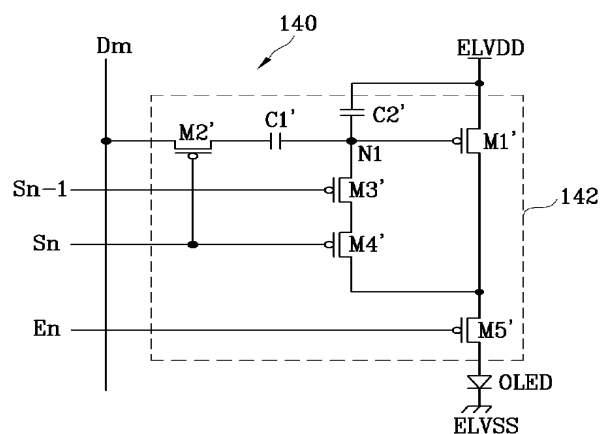 140
Dm
ELVDD
C2'
C1'
M2'
M1'
N1
Sn-1
M3'
142
Sn
M4'
En
M5'
OLED
ELVSS